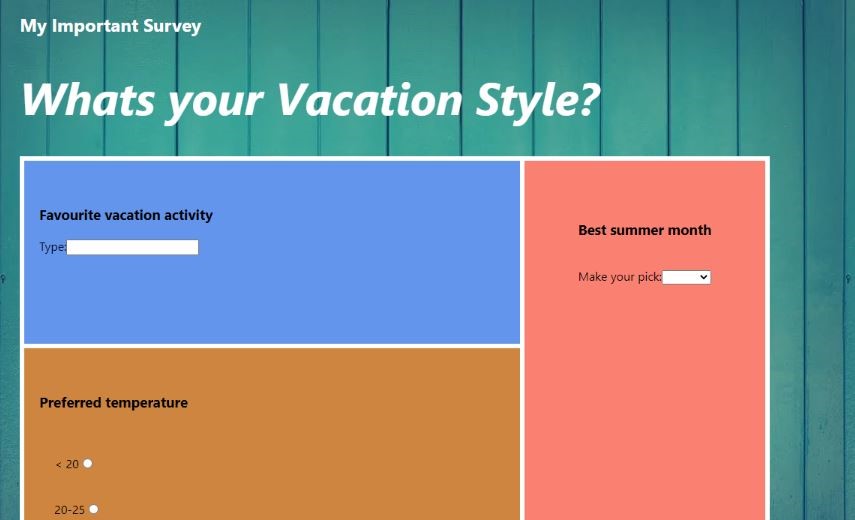 My Important Survey
Whats your Vacation Style?
Favourite vacation activity
Type:
Best summer month
Make your pick:
Preferred temperature
< 20
20-25